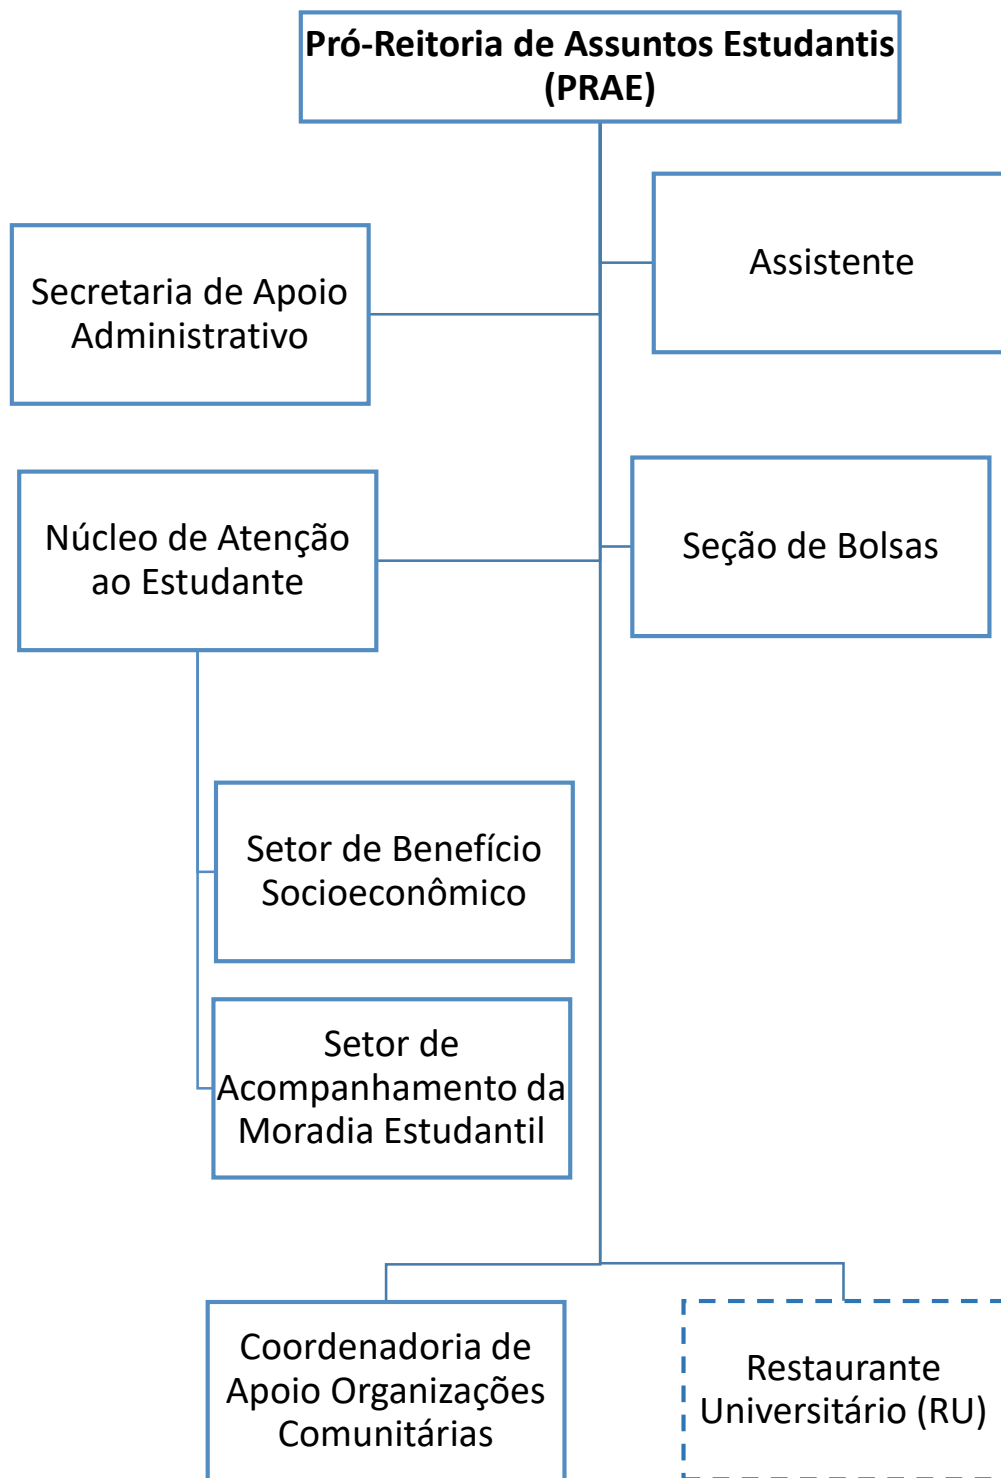 Pró-Reitoria de Assuntos Estudantis
(PRAE)
Assistente
Secretaria de Apoio
Administrativo
Seção de Bolsas
Núcleo de Atenção
ao Estudante
Setor de Benefício
Socioeconômico
Setor de
Acompanhamento da
Moradia Estudantil
Coordenadoria de
Apoio Organizações
Comunitárias
Restaurante
Universitário (RU)